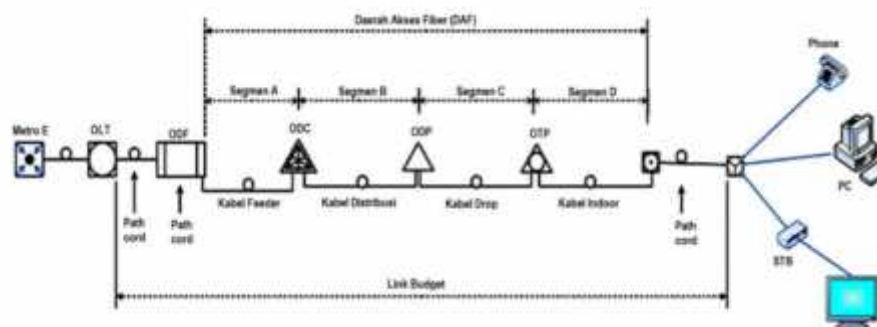 Daerah Akses Fiber (DAF)
Phone
Segmen A
Segmen B
Segmen C
Segmen D
Metro E
OLT
ODF
ODC
ODP
OTP
PC
Kabel Feeder
Kabel Distribusi
Kabel Drop
Kabel Indoor
Path
cord
Path
cord
Path
cord
STB
Link Budget